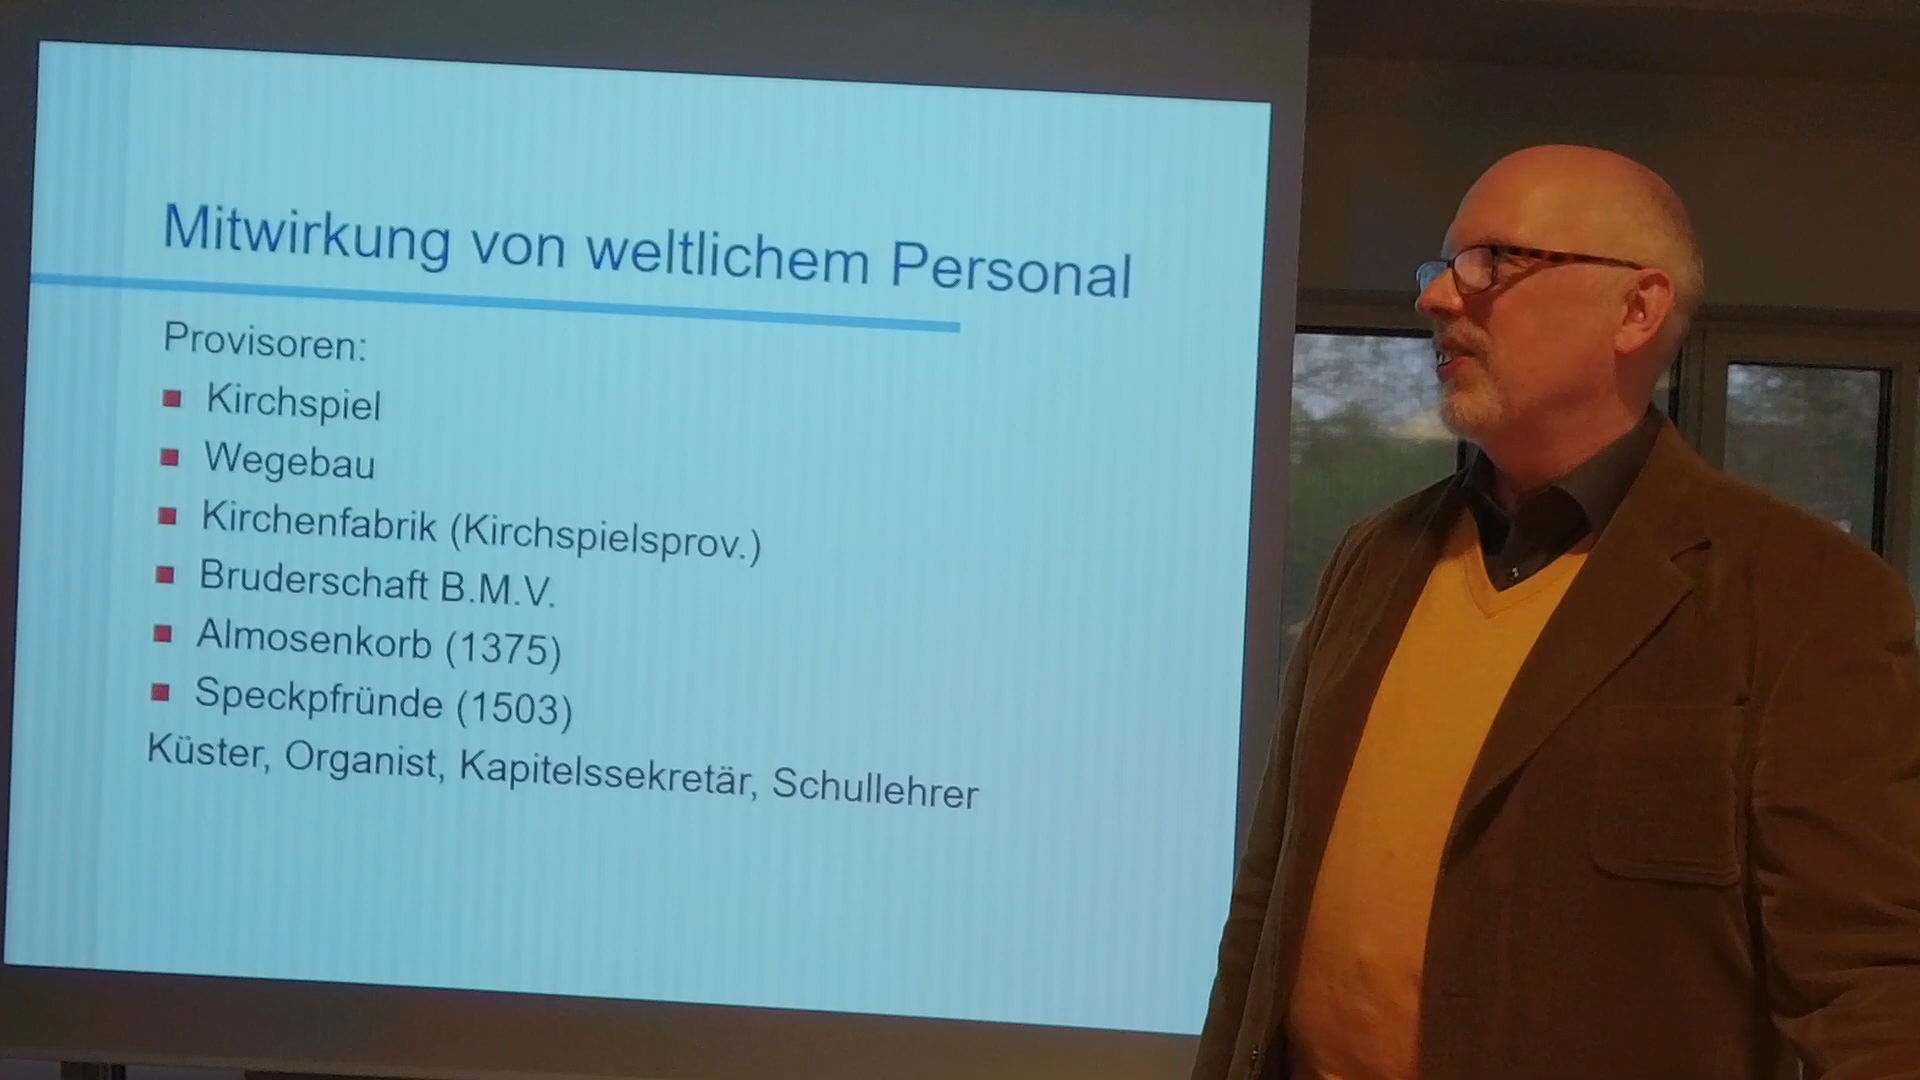 Mitwirkung von weltlichem Personal
Provisoren:
Kirchspiel
Wegebau
Kirchenfabrik (Kirchspielsprov.)
Bruderschaft B.M.V.
Almosenkorb (1375)
Speckpfründe (1503)
Küster, Organist, Kapitelssekretär, Schullehrer